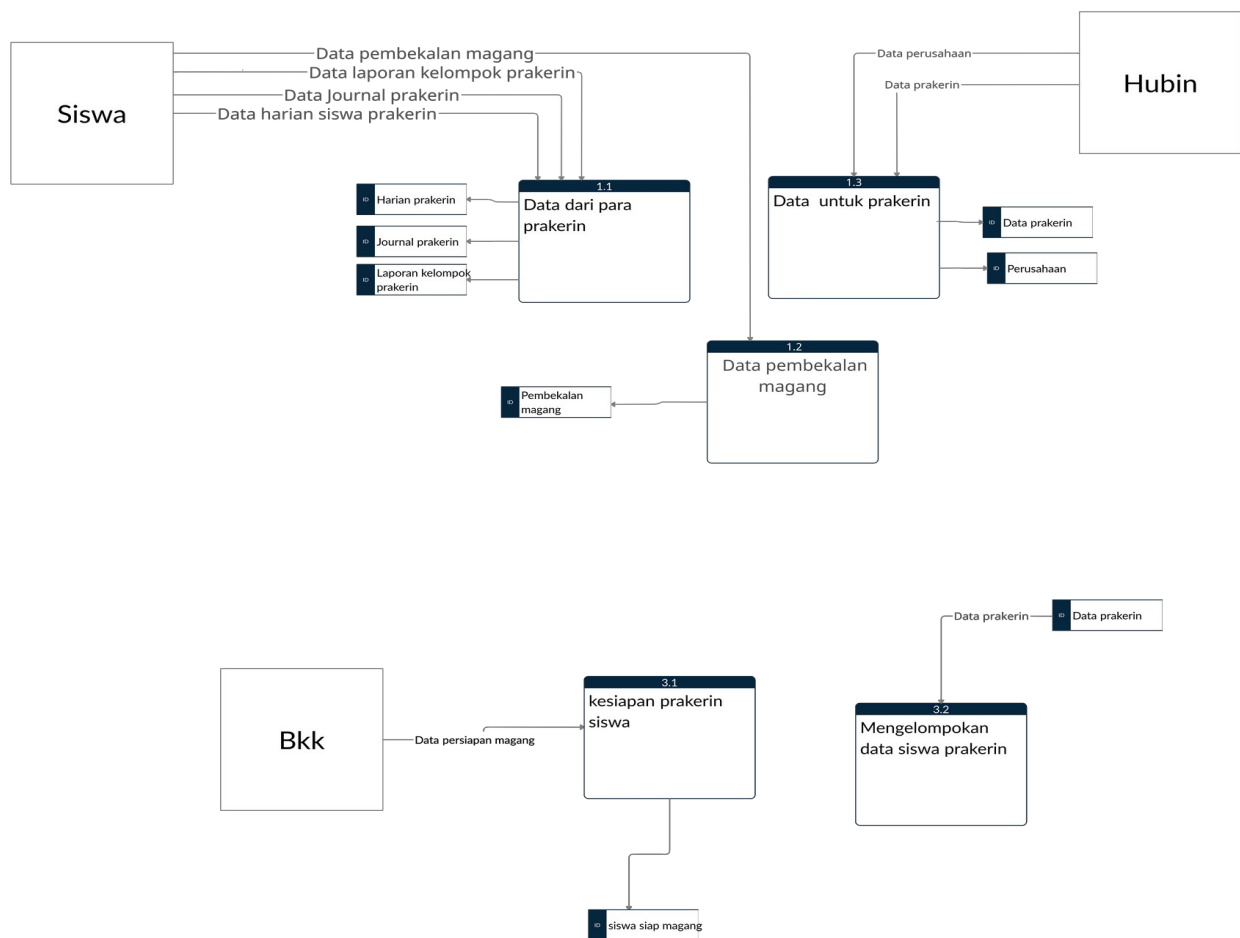 Siswa
Data pembekalan magang
Data laporan kelompok prakerin
Data Journal prakerin
Data harian siswa prakerin
Hubin
Data perusahaan
Data prakerin
1.1
Data dari para
prakerin
ID
Harian prakerin
ID
Journal prakerin
ID
Laporan kelompok
prakerin
1.3
Data untuk prakerin
ID
Data prakerin
ID
Perusahaan
1.2
Data pembekalan
magang
ID
Pembekalan
magang
Bkk
Data persiapan magang
3.1
kesiapan prakerin
siswa
ID
siswa siap magang
Data prakerin
ID
Data prakerin
3.2
Mengelompokan
data siswa prakerin